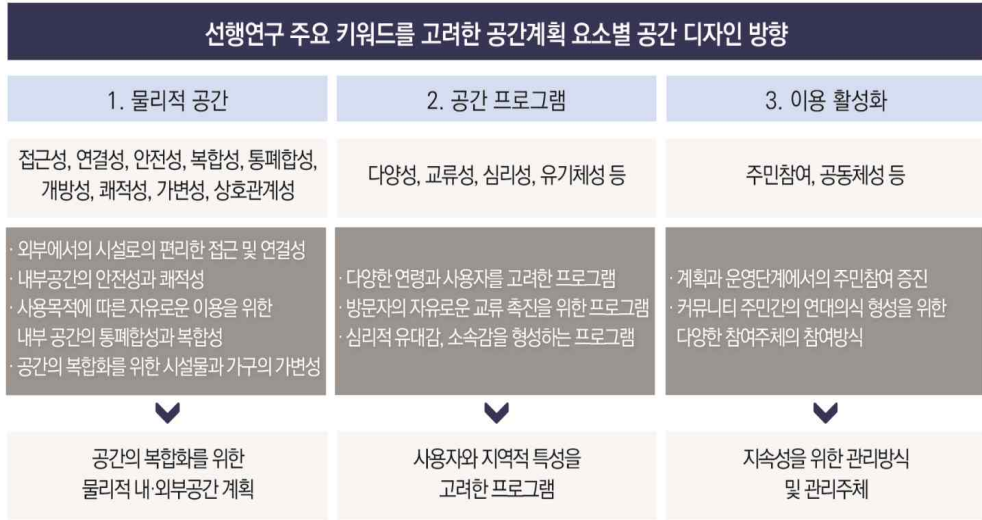 선행연구 주요 키워드를 고려한 공간계획 요소별 공간 디자인 방향
1. 물리적 공간
접근성, 연결성, 안전성, 복합성, 통폐합성,
개방성, 쾌적성, 가변성, 상호관계성
· 외부에서의 시설로의 편리한 접근 및 연결성
· 내부공간의 안전성과 쾌적성
· 사용목적에 따른 자유로운 이용을 위한
내부 공간의 통폐합성과 복합성
· 공간의 복합화를 위한 시설물과 가구의 가변성
공간의 복합화를 위한
물리적 내·외부공간 계획
2. 공간 프로그램
다양성, 교류성, 심리성, 유기체성 등
· 다양한 연령과 사용자를 고려한 프로그램
· 방문자의 자유로운 교류 촉진을 위한 프로그램
· 심리적 유대감, 소속감을 형성하는 프로그램
사용자와 지역적 특성을
고려한 프로그램
3. 이용 활성화
주민참여, 공동체성 등
· 계획과 운영단계에서의 주민참여 증진
· 커뮤니티 주민간의 연대의식 형성을 위한
다양한 참여주체의 참여방식
지속성을 위한 관리방식
및 관리주체